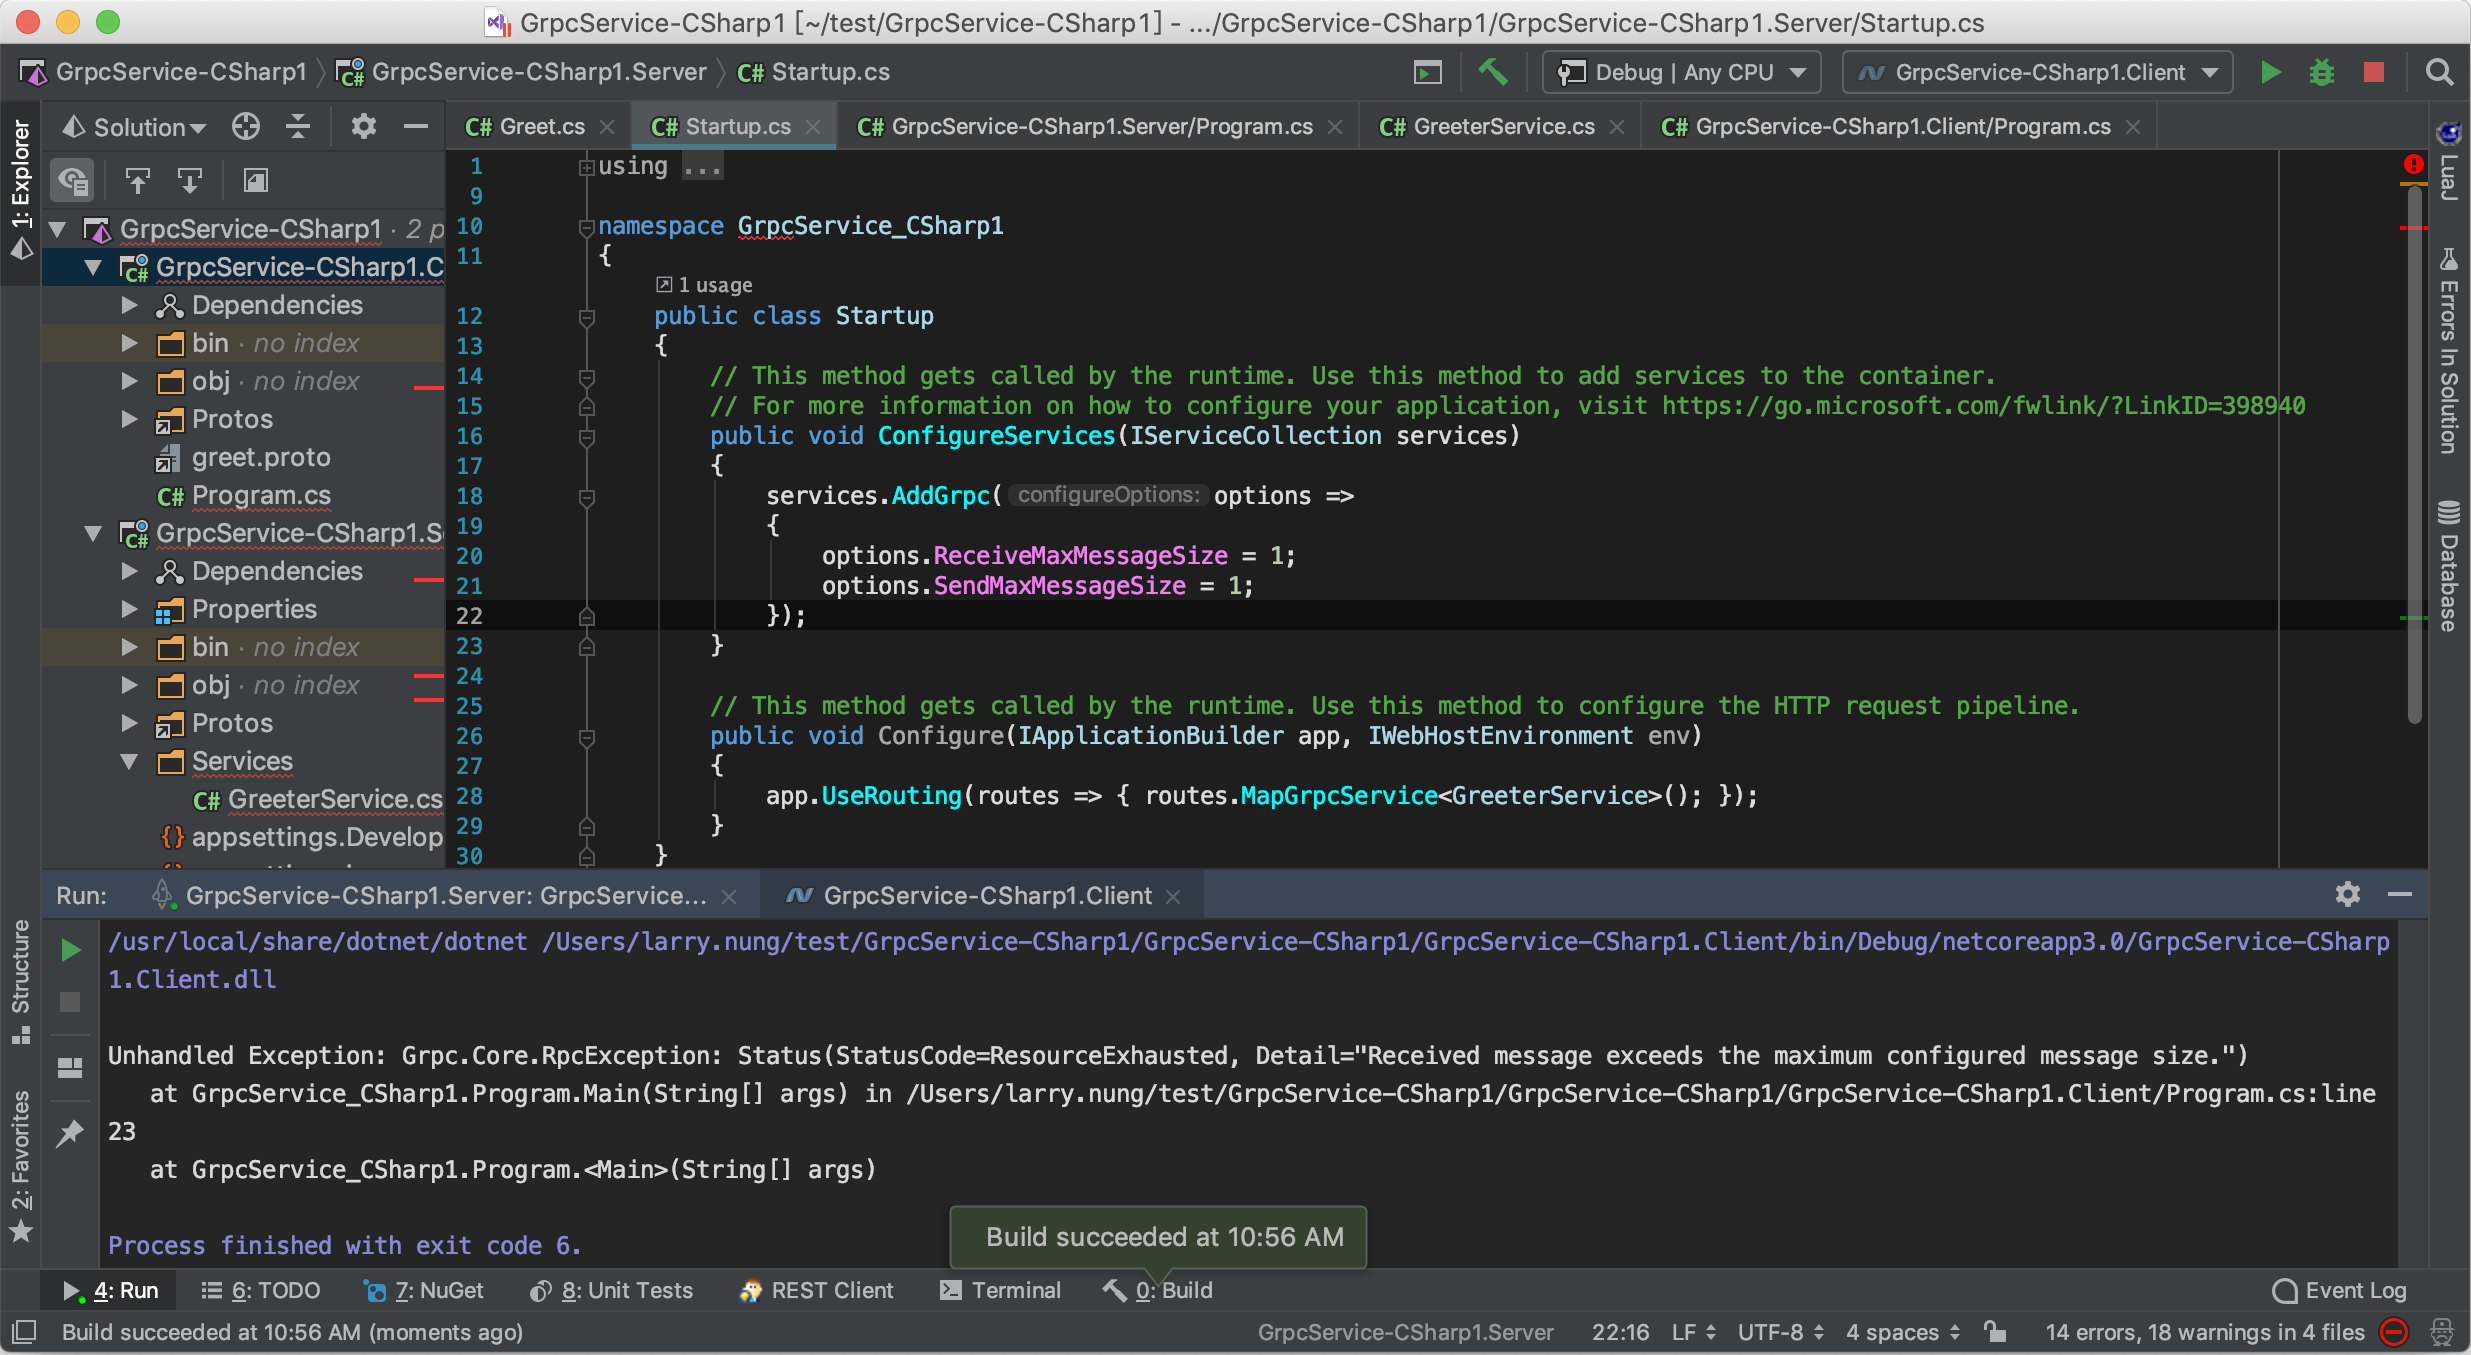 GrpcService-CSharp1 [~/test/GrpcService-CSharp1] - .../GrpcService-CSharp1/GrpcService-CSharp1.Server/Startup.cs
GrpcService-CSharp1 GrpcService-CSharp1.Server C# Startup.cs Debug | Any CPU GrpcService-CSharp1.Client
Solution
C# Greet.cs C# Startup.cs C# GrpcService-CSharp1.Server/Program.cs C# GreeterService.cs C# GrpcService-CSharp1.Client/Program.cs
1: Explorer
Structure
2: Favorites
GrpcService-CSharp1 · 2 p
C# GrpcService-CSharp1.C
Dependencies
bin · no index
obj · no index
Protos
greet.proto
C# Program.cs
C# GrpcService-CSharp1.S
Dependencies
Properties
bin · no index
obj · no index
Protos
Services
C# GreeterService.cs
{} appsettings.Develop
1 using ...
9
10 namespace GrpcService_CSharp1
11 {
1 usage
12 public class Startup
13 {
14 // This method gets called by the runtime. Use this method to add services to the container.
15 // For more information on how to configure your application, visit https://go.microsoft.com/fwlink/?LinkID=398940
16 public void ConfigureServices(IServiceCollection services)
17 {
18 services.AddGrpc( configureOptions: options =>
19 {
20 options.ReceiveMaxMessageSize = 1;
21 options.SendMaxMessageSize = 1;
22 });
23 }
24
25 // This method gets called by the runtime. Use this method to configure the HTTP request pipeline.
26 public void Configure(IApplicationBuilder app, IWebHostEnvironment env)
27 {
28 app.UseRouting(routes => { routes.MapGrpcService<GreeterService>(); });
29 }
30 }
LuaJ
Errors In Solution
Database
Run: GrpcService-CSharp1.Server: GrpcService... GrpcService-CSharp1.Client
/usr/local/share/dotnet/dotnet /Users/larry.nung/test/GrpcService-CSharp1/GrpcService-CSharp1/GrpcService-CSharp1.Client/bin/Debug/netcoreapp3.0/GrpcService-CSharp
1.Client.dll
Unhandled Exception: Grpc.Core.RpcException: Status(StatusCode=ResourceExhausted, Detail="Received message exceeds the maximum configured message size.")
at GrpcService_CSharp1.Program.Main(String[] args) in /Users/larry.nung/test/GrpcService-CSharp1/GrpcService-CSharp1/GrpcService-CSharp1.Client/Program.cs:line
23
at GrpcService_CSharp1.Program.<Main>(String[] args)
Process finished with exit code 6.
Build succeeded at 10:56 AM
4: Run 6: TODO 7: NuGet 8: Unit Tests REST Client Terminal 0: Build Event Log
Build succeeded at 10:56 AM (moments ago) GrpcService-CSharp1.Server 22:16 LF UTF-8 4 spaces 14 errors, 18 warnings in 4 files